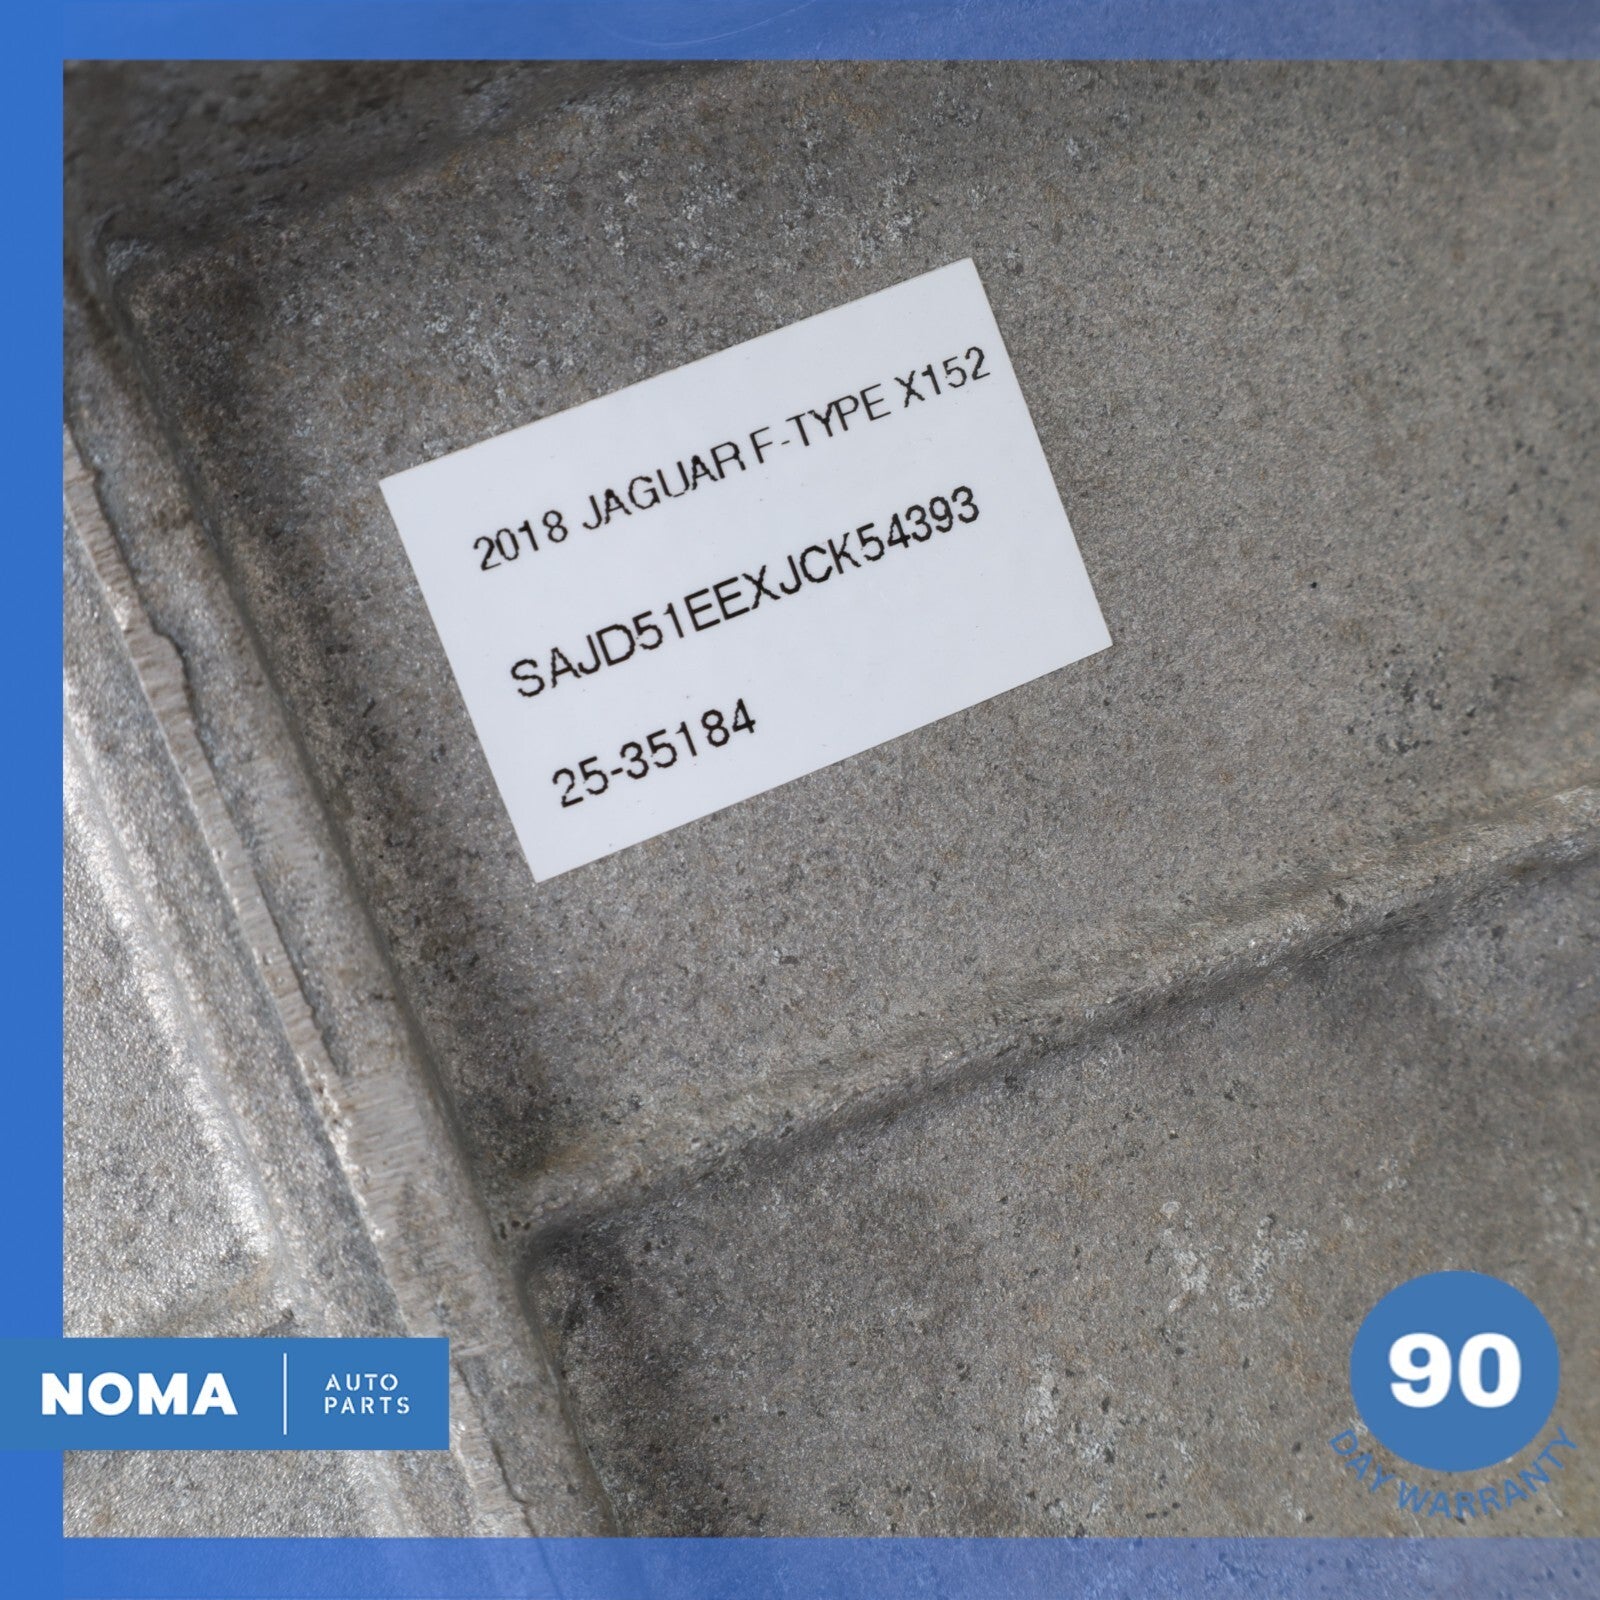 2018 JAGUAR F-TYPE X152
SAJD51EEXJCK54393
25-35184
NOMA
AUTO
PARTS
90
DAY WARRANTY